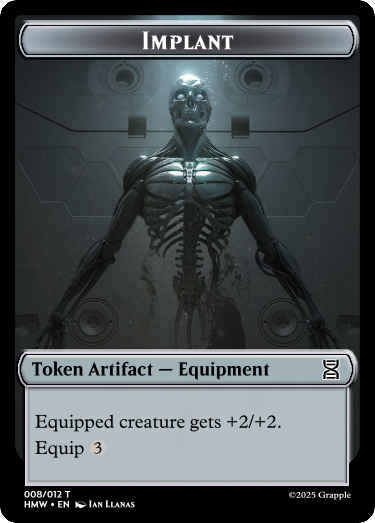 Implant
Token Artifact — Equipment
Equipped creature gets +2/+2.
Equip 3
008/012 T
HMW • EN Ian Llanas
©2025 Grapple